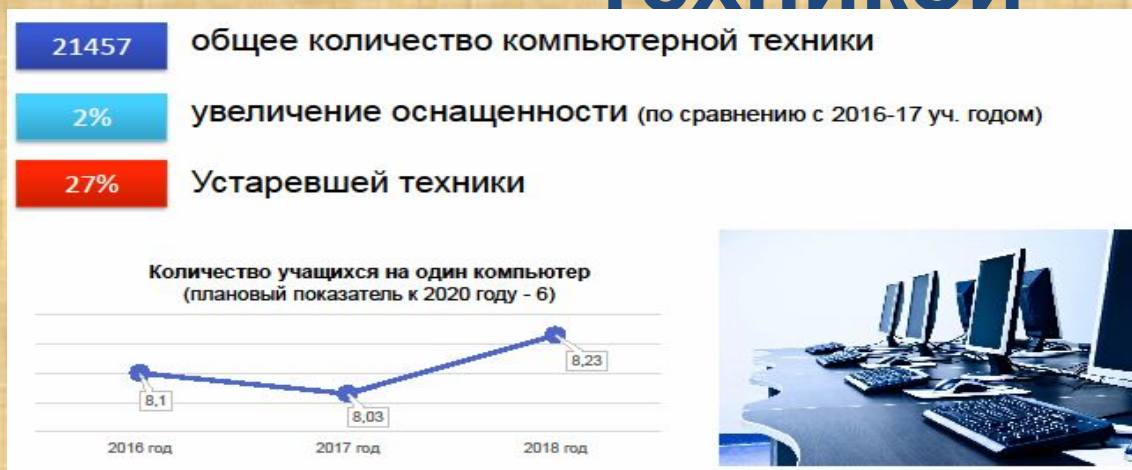 техникой
21457 общее количество компьютерной техники
2% увеличение оснащенности (по сравнению с 2016-17 уч. годом)
27% Устаревшей техники
Количество учащихся на один компьютер
(плановый показатель к 2020 году - 6)
8,1
8,03
8,23
2016 год 2017 год 2018 год